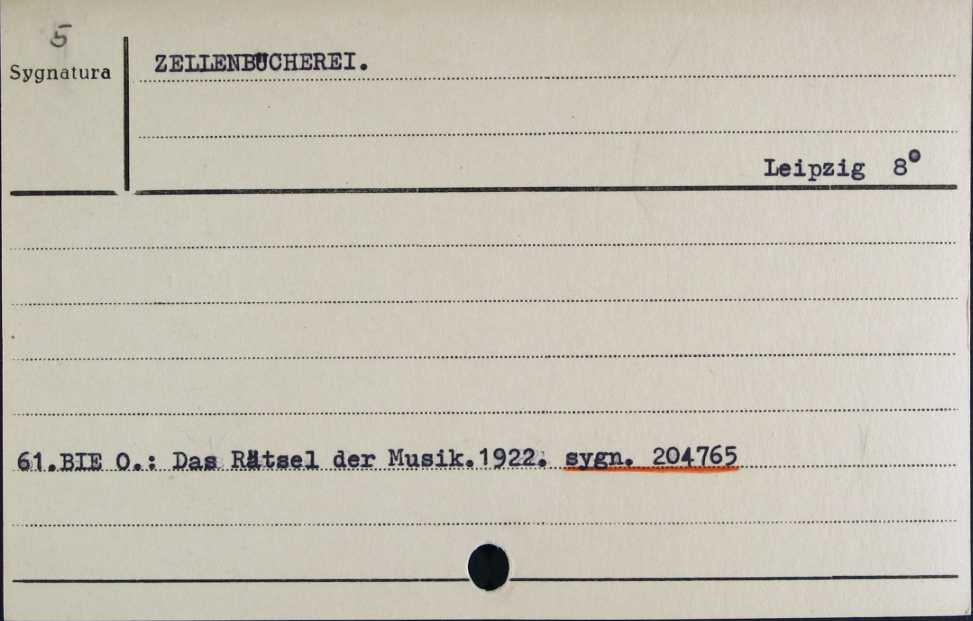 5
Sygnatura
ZELLENBÜCHEREI.
Leipzig 8°
61.BIE O.: Das Rätsel der Musik.1922. sygn. 204765